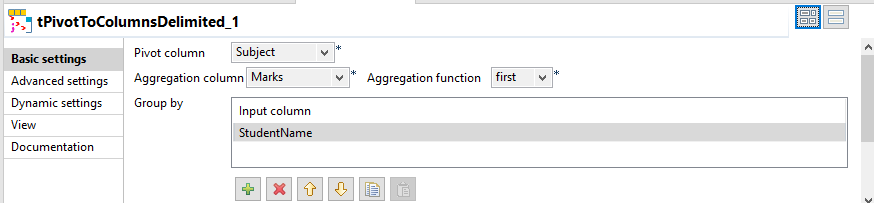 tPivotToColumnsDelimited_1
Basic settings
Advanced settings
Dynamic settings
View
Documentation
Pivot column Subject *
Aggregation column Marks * Aggregation function first *
Group by
Input column
StudentName